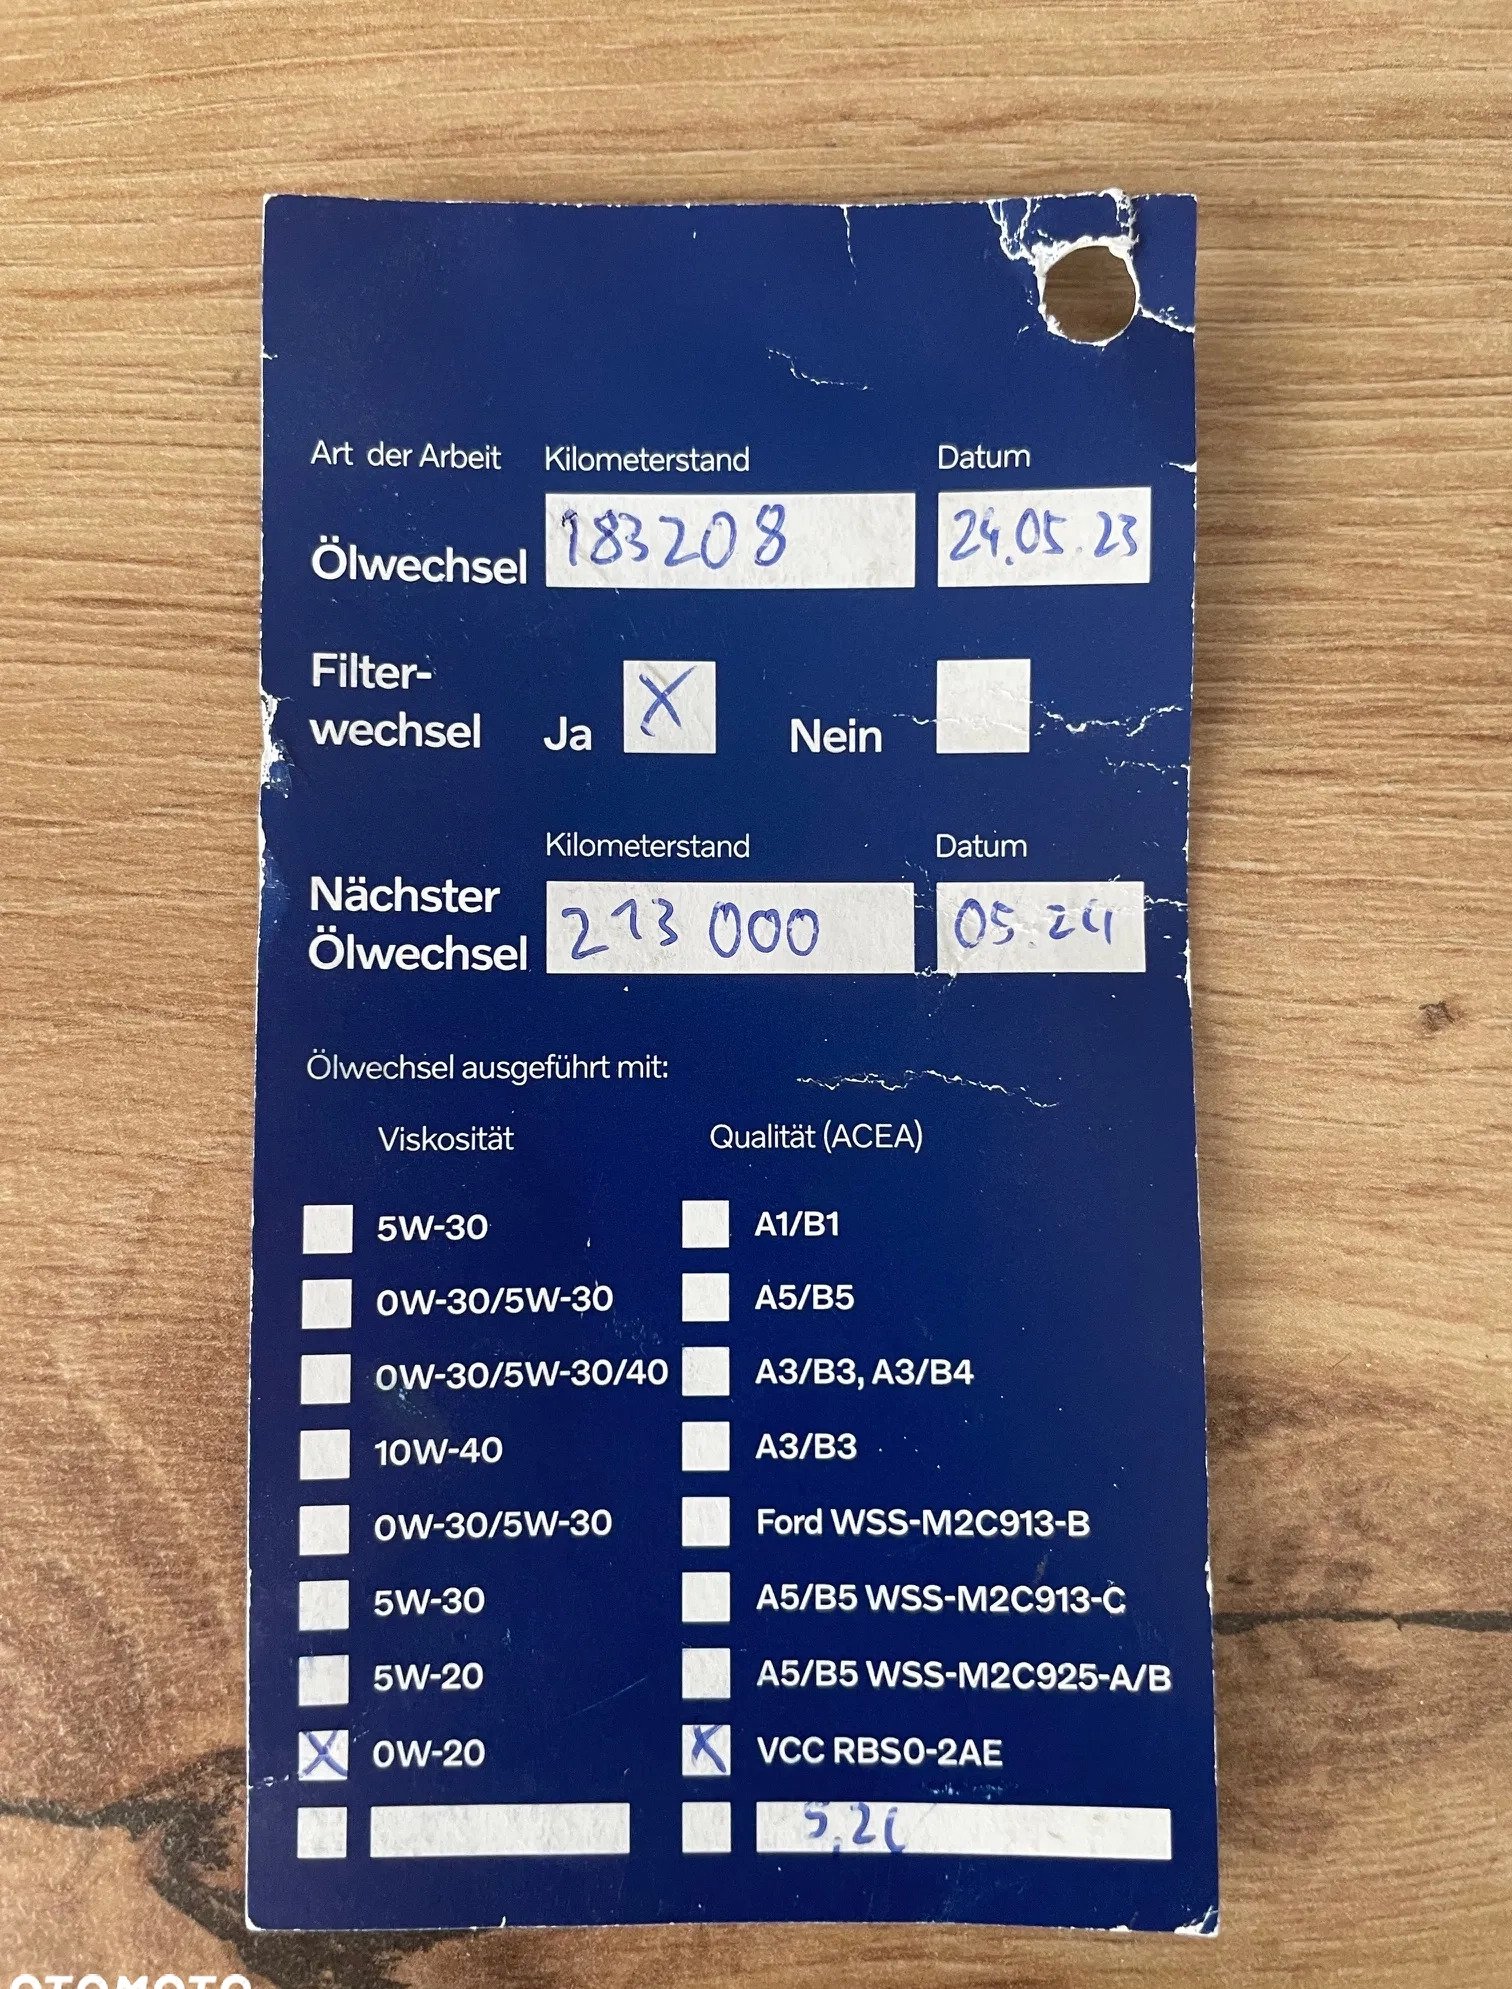 Art der Arbeit Kilometerstand Datum
Ölwechsel 183208 24.05.23
Filter-
wechsel Ja X Nein
Kilometerstand Datum
Nächster
Ölwechsel 213 000 05.24
Ölwechsel ausgeführt mit:
Viskosität Qualität (ACEA)
5W-30 A1/B1
0W-30/5W-30 A5/B5
0W-30/5W-30/40 A3/B3, A3/B4
10W-40 A3/B3
0W-30/5W-30 Ford WSS-M2C913-B
5W-30 A5/B5 WSS-M2C913-C
5W-20 A5/B5 WSS-M2C925-A/B
X 0W-20 X VCC RBS0-2AE
OTOMOTO